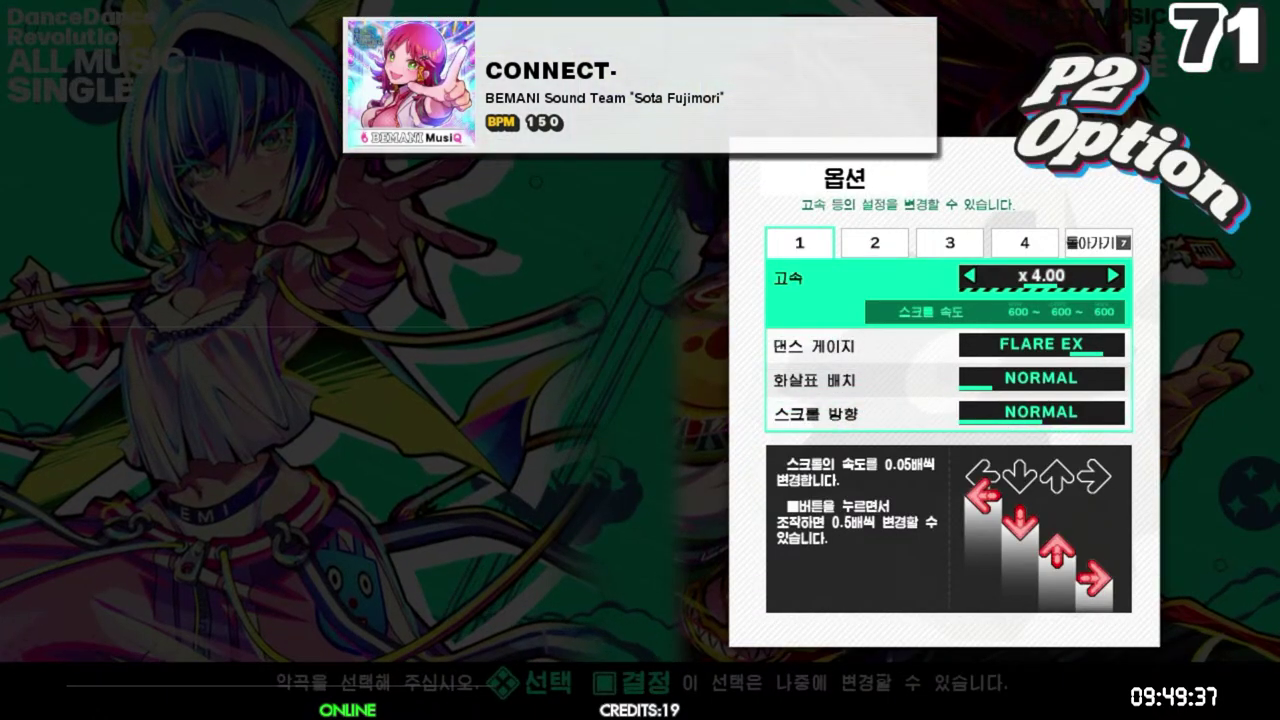 DanceDance
Revolution
ALL MUSIC
SINGLE
71
1st
P2
Option
CONNECT·
BEMANI Sound Team "Sota Fujimori"
BPM 150
BEMANI MusiQ
옵션
고속 등의 설정을 변경할 수 있습니다.
1 2 3 4 돌아가기 7
고속 x 4.00
스크롤 속도 600 ~ 600 ~ 600
댄스 게이지 FLARE EX
화살표 배치 NORMAL
스크롤 방향 NORMAL
스크롤의 속도를 0.05배씩
변경합니다.
■버튼을 누르면서
조작하면 0.5배씩 변경할 수
있습니다.
EMI
악곡을 선택해 주십시오. 선택 결정 이 선택은 나중에 변경할 수 있습니다.
ONLINE
CREDITS:19
09:49:37